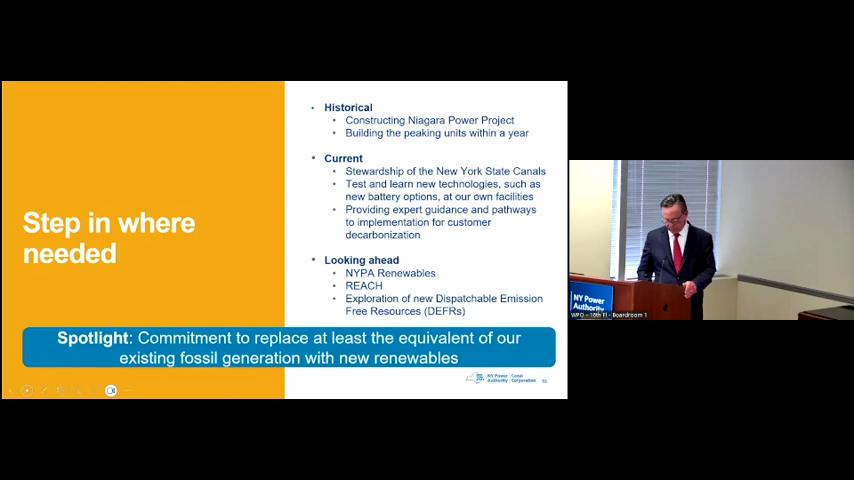 Step in where
needed
Historical
Constructing Niagara Power Project
Building the peaking units within a year
Current
Stewardship of the New York State Canals
Test and learn new technologies, such as
new battery options, at our own facilities
Providing expert guidance and pathways
to implementation for customer
decarbonization
Looking ahead
NYPA Renewables
REACH
Exploration of new Dispatchable Emission
Free Resources (DEFRs)
Spotlight: Commitment to replace at least the equivalent of our
existing fossil generation with new renewables
NY Power Authority
Canal Corporation
NY Power
Authority
WPO - 16th Fl - Boardroom 1